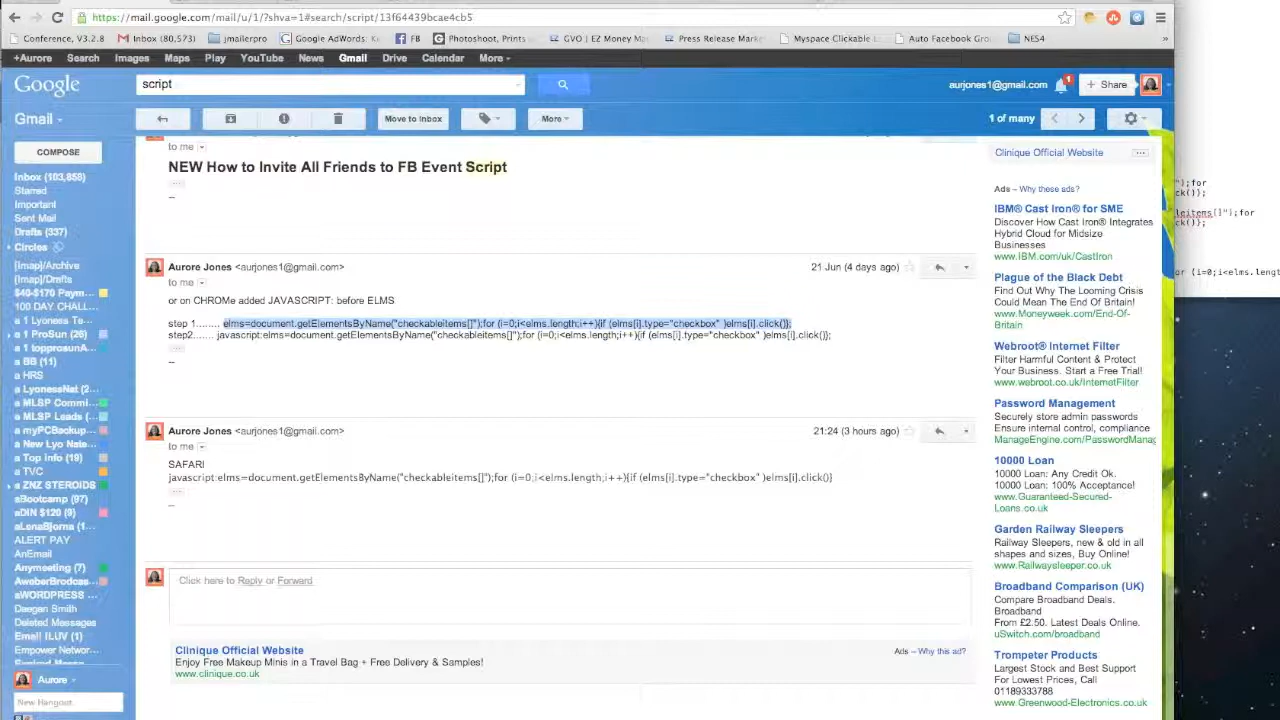 https://mail.google.com/mail/u/1/?shva=1#search/script/13f64439bcae4cb5
Conference, V.3.2.8 Inbox (80,573) jmailerpro Google AdWords: K FB Photoshoot, Prints GVO | EZ Money Ma Press Release Mark Myspace Clickable L Auto Facebook Gro NES4 »
+Aurore Search Images Maps Play YouTube News Gmail Drive Calendar More
Google script aurjones1@gmail.com 1 + Share
Gmail Move to Inbox More 1 of many
COMPOSE
Inbox (103,858)
Starred
Important
Sent Mail
Drafts (337)
Circles
[Imap]/Archive
[Imap]/Drafts
$40-$170 Paym...
100 DAY CHALL...
a 1 Lyoness Te...
a 1 ProSun (26)
a 1 topprosunA...
a BB (11)
a HRS
a LyonessNat (2...
a MLSP Commi...
a MLSP Leads (...
a myPCBackup...
a New Lyo Nate...
a Top Info (19)
a TVC
a ZNZ STEROIDS
aBootcamp (97)
aDIN $120 (9)
aLenaBjorna (1...
ALERT PAY
AnEmail
Anymeeting (7)
AweberBrodcas...
aWORDPRESS ...
Daegan Smith
Deleted Messages
Email ILUV (1)
Empower Networ...
Aurore
New Hangout
to me
NEW How to Invite All Friends to FB Event Script
...
--
Aurore Jones <aurjones1@gmail.com> 21 Jun (4 days ago)
to me
or on CHROMe added JAVASCRIPT: before ELMS
step 1........ elms=document.getElementsByName("checkableitems[]");for (i=0;i<elms.length;i++){if (elms[i].type="checkbox" )elms[i].click()};
step2...... javascript:elms=document.getElementsByName("checkableitems[]");for (i=0;i<elms.length;i++){if (elms[i].type="checkbox" )elms[i].click()};
...
--
Aurore Jones <aurjones1@gmail.com> 21:24 (3 hours ago)
to me
SAFARI
javascript:elms=document.getElementsByName("checkableitems[]");for (i=0;i<elms.length;i++){if (elms[i].type="checkbox" )elms[i].click()}
...
--
Click here to Reply or Forward
Clinique Official Website Ads – Why this ad?
Enjoy Free Makeup Minis in a Travel Bag + Free Delivery & Samples!
www.clinique.co.uk
Clinique Official Website
Ads – Why these ads?
IBM® Cast Iron® for SME
Discover How Cast Iron® Integrates
Hybrid Cloud for Midsize
Businesses
www.IBM.com/uk/CastIron
Plague of the Black Debt
Find Out Why The Looming Crisis
Could Mean The End Of Britain!
www.Moneyweek.com/End-Of-
Britain
Webroot® Internet Filter
Filter Harmful Content & Protect
Your Business. Start a Free Trial!
www.webroot.co.uk/InternetFilter
Password Management
Securely store admin passwords
Ensure internal control, compliance
ManageEngine.com/PasswordManag
10000 Loan
10000 Loan: Any Credit Ok.
10000 Loan: 100% Acceptance!
www.Guaranteed-Secured-
Loans.co.uk
Garden Railway Sleepers
Railway Sleepers, new & old in all
shapes and sizes, Buy Online!
www.Railwaysleeper.co.uk
Broadband Comparison (UK)
Compare Broadband Deals.
Broadband
From £2.50. Latest Deals Online.
uSwitch.com/broadband
Trompeter Products
Largest Stock and Best Support
For Lowest Prices, Call
01189333788
www.Greenwood-Electronics.co.uk
");for
ck()};
leitems[]");for
ck()};
or (i=0;i<elms.lengt